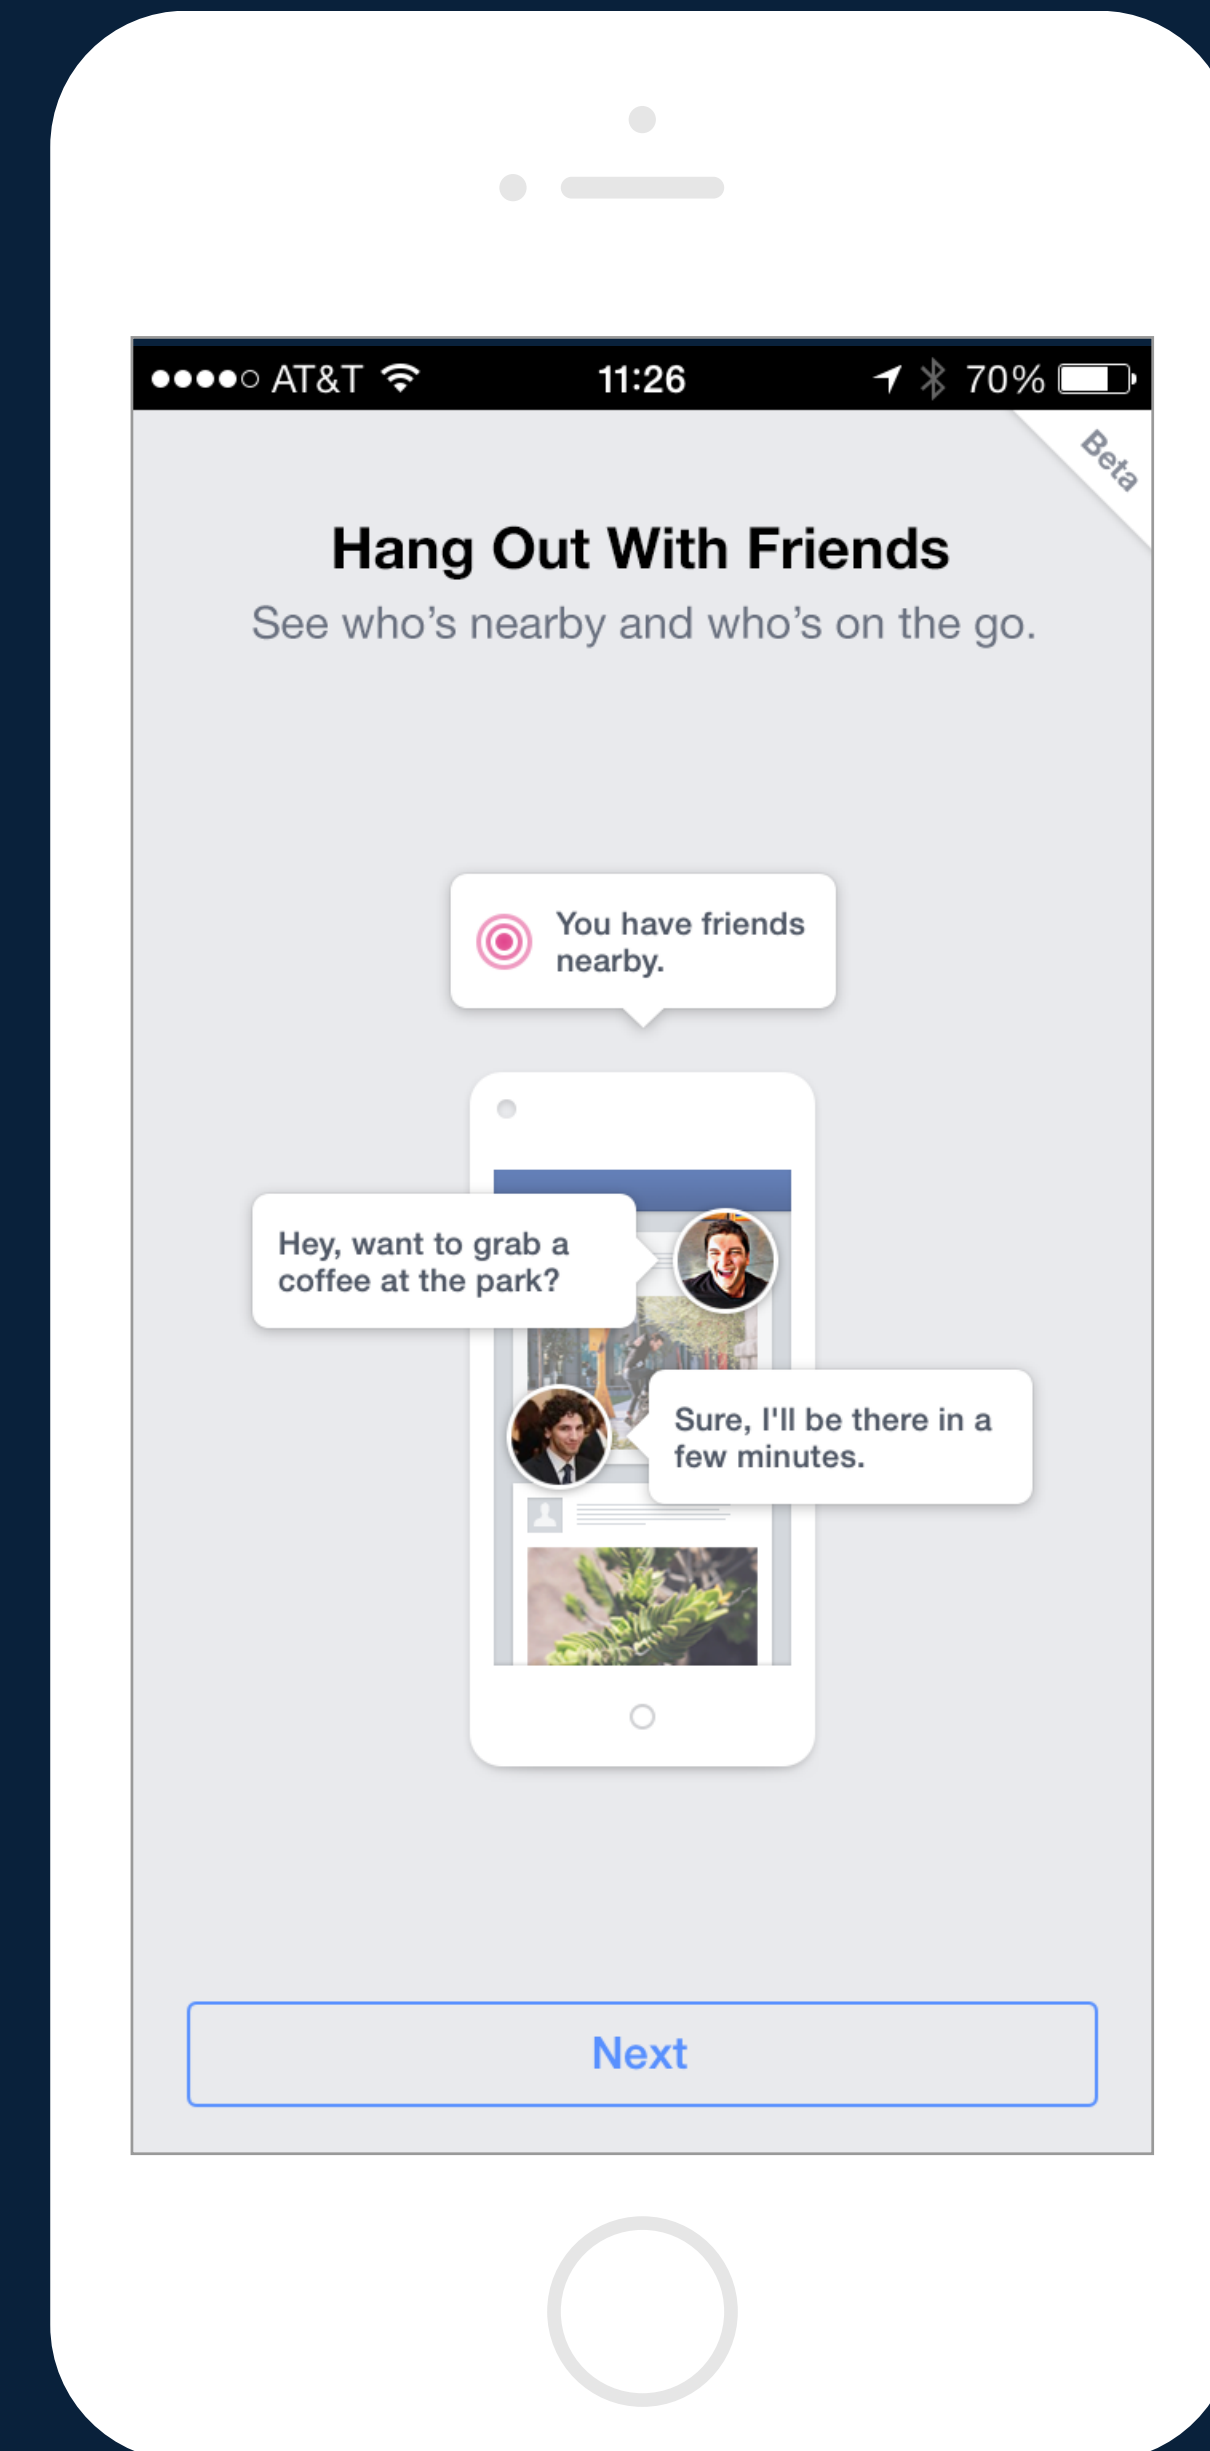 AT&T 11:26 70%
Beta
Hang Out With Friends
See who’s nearby and who’s on the go.
You have friends
nearby.
Hey, want to grab a
coffee at the park?
Sure, I'll be there in a
few minutes.
Next